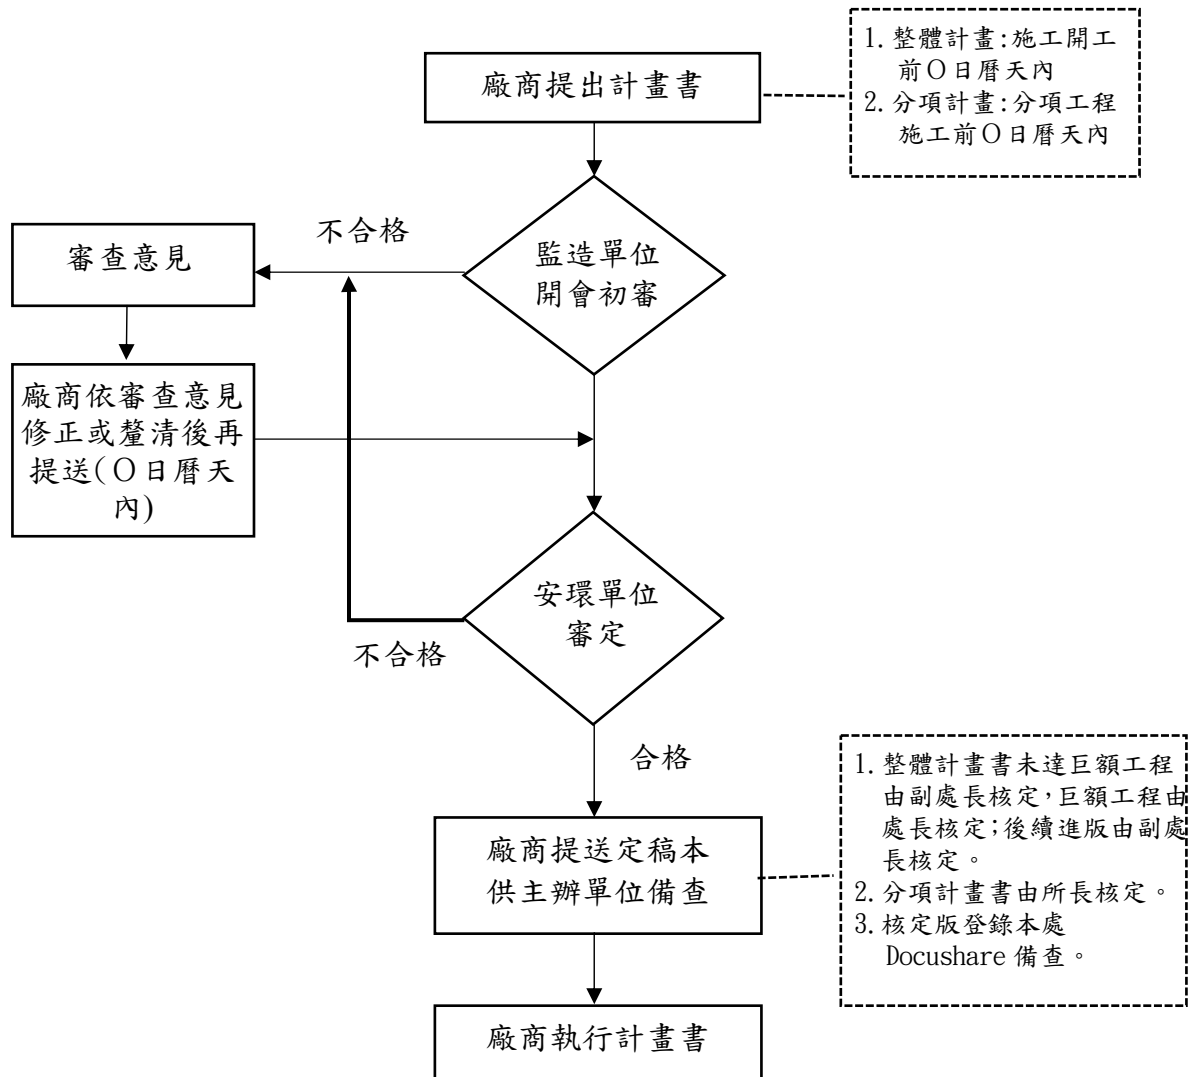 廠商提出計畫書
1. 整體計畫:施工開工
前○日曆天內
2. 分項計畫:分項工程
施工前○日曆天內
監造單位
開會初審
不合格
審查意見
廠商依審查意見
修正或釐清後再
提送(○日曆天
內)
安環單位
審定
不合格
合格
廠商提送定稿本
供主辦單位備查
1. 整體計畫書未達巨額工程
由副處長核定,巨額工程由
處長核定;後續進版由副處
長核定。
2. 分項計畫書由所長核定。
3. 核定版登錄本處
Docushare 備查。
廠商執行計畫書